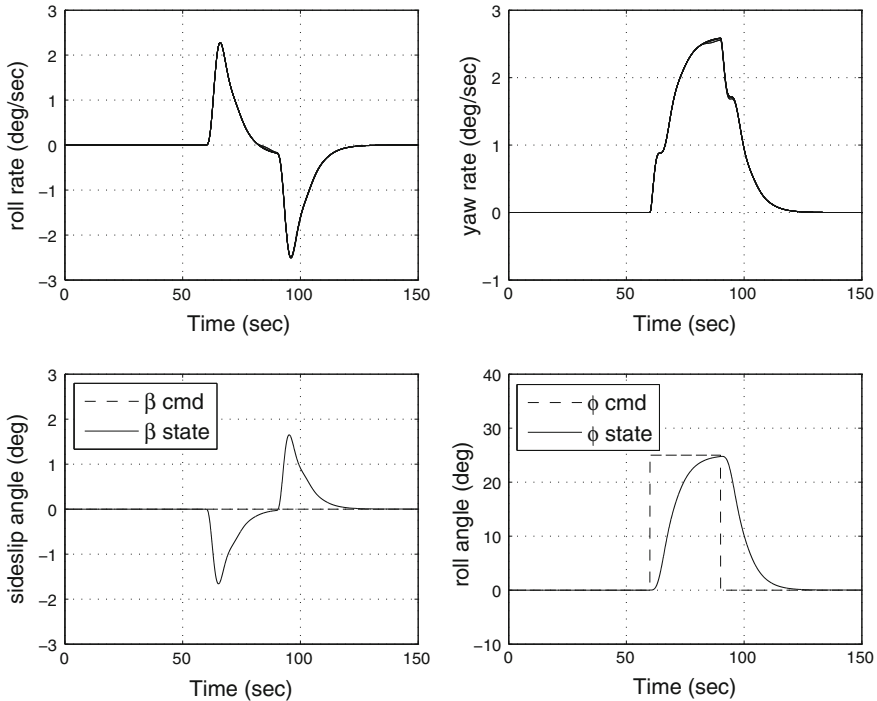 3
2
1
0
−1
−2
−3
0 50 100 150
roll rate (deg/sec)
Time (sec)
3
2
1
0
−1
0 50 100 150
yaw rate (deg/sec)
Time (sec)
3
2
1
0
−1
−2
−3
0 50 100 150
sideslip angle (deg)
β cmd
β state
Time (sec)
40
30
20
10
0
−10
0 50 100 150
roll angle (deg)
ϕ cmd
ϕ state
Time (sec)